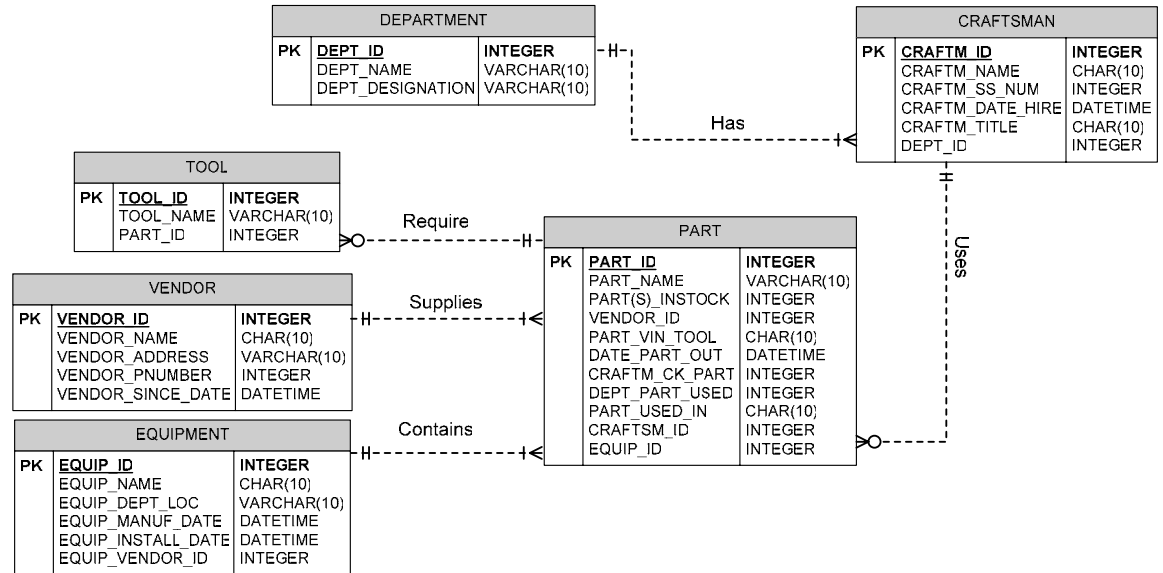 DEPARTMENT
PK DEPT_ID INTEGER
DEPT_NAME VARCHAR(10)
DEPT_DESIGNATION VARCHAR(10)
CRAFTSMAN
PK CRAFTM_ID INTEGER
CRAFTM_NAME CHAR(10)
CRAFTM_SS_NUM INTEGER
CRAFTM_DATE_HIRE DATETIME
CRAFTM_TITLE CHAR(10)
DEPT_ID INTEGER
Has
TOOL
PK TOOL_ID INTEGER
TOOL_NAME VARCHAR(10)
PART_ID INTEGER
Require
Uses
PART
PK PART_ID INTEGER
PART_NAME VARCHAR(10)
PART(S)_INSTOCK INTEGER
VENDOR_ID INTEGER
PART_VIN_TOOL CHAR(10)
DATE_PART_OUT DATETIME
CRAFTM_CK_PART INTEGER
DEPT_PART_USED INTEGER
PART_USED_IN CHAR(10)
CRAFTSM_ID INTEGER
EQUIP_ID INTEGER
VENDOR
PK VENDOR_ID INTEGER
VENDOR_NAME CHAR(10)
VENDOR_ADDRESS VARCHAR(10)
VENDOR_PNUMBER INTEGER
VENDOR_SINCE_DATE DATETIME
Supplies
EQUIPMENT
PK EQUIP_ID INTEGER
EQUIP_NAME CHAR(10)
EQUIP_DEPT_LOC VARCHAR(10)
EQUIP_MANUF_DATE DATETIME
EQUIP_INSTALL_DATE DATETIME
EQUIP_VENDOR_ID INTEGER
Contains